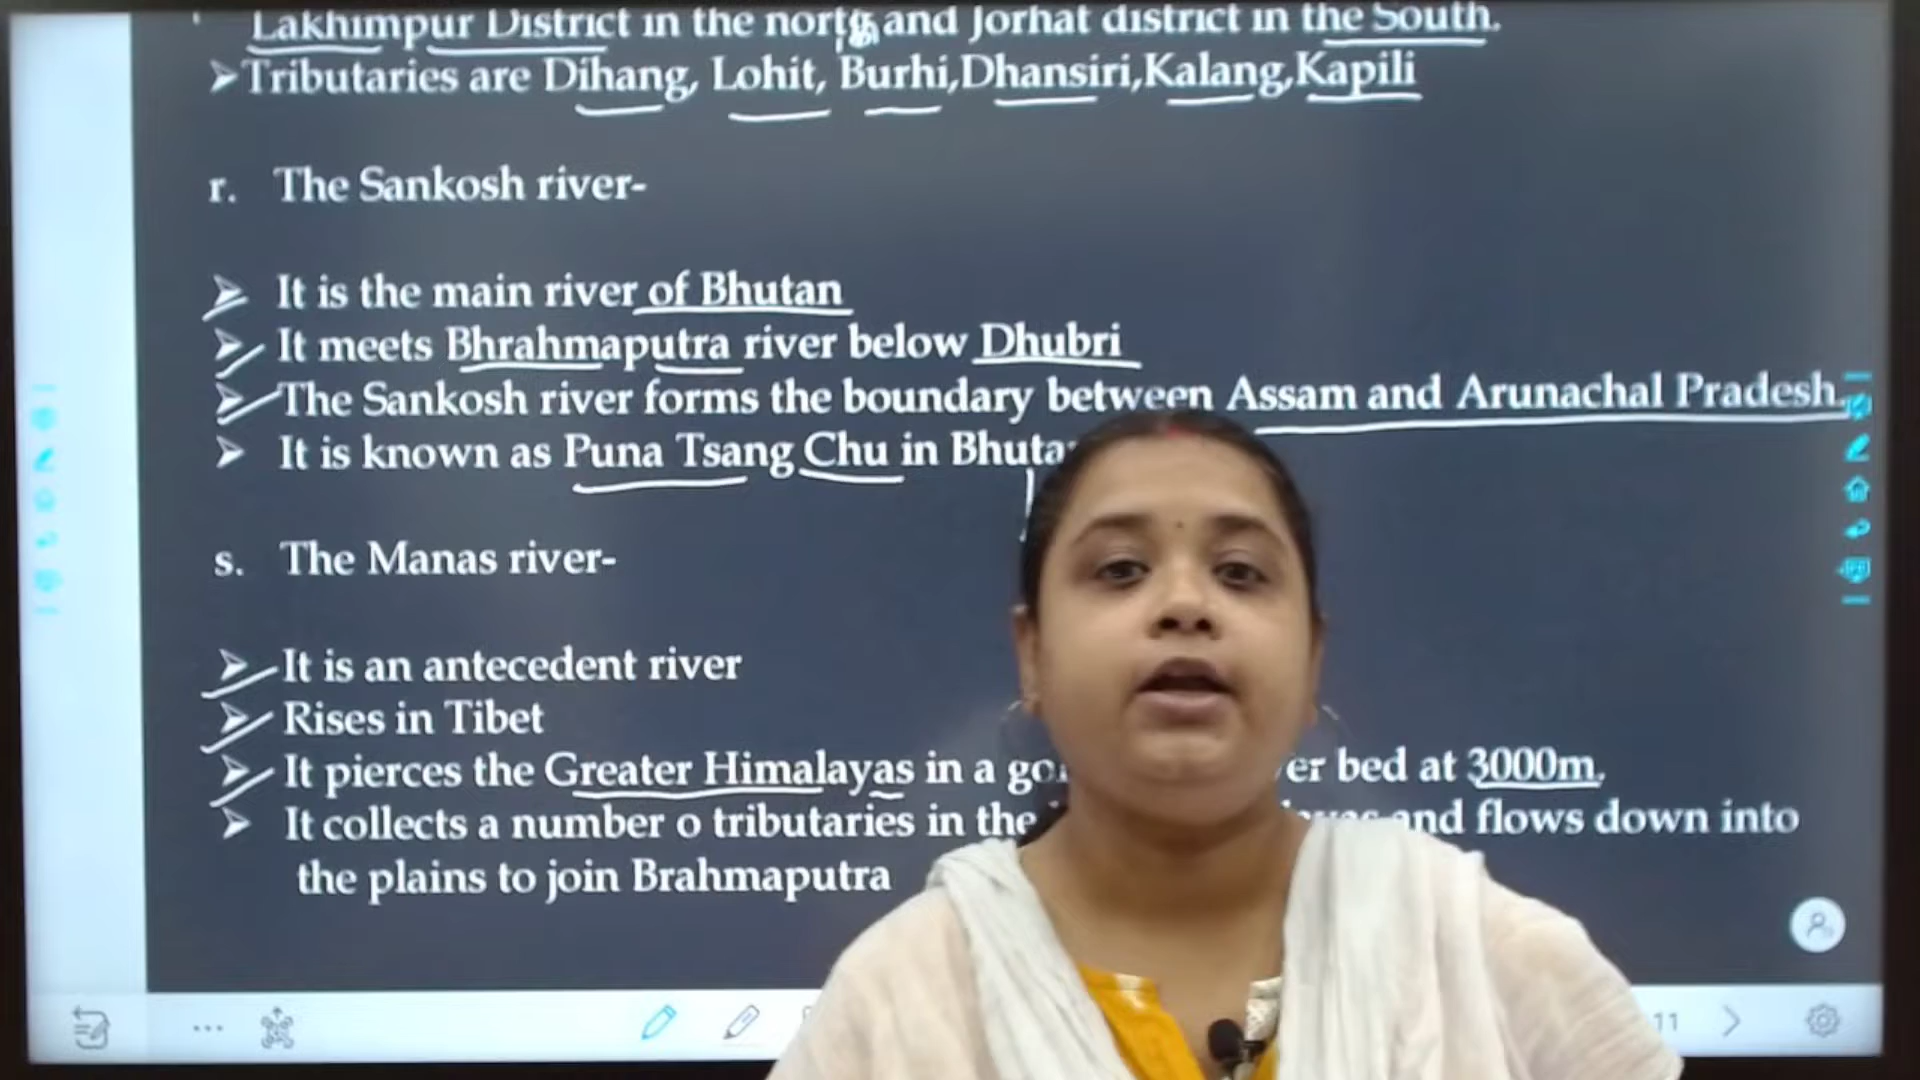 Lakhimpur District in the north and Jorhat district in the South.
➤Tributaries are Dihang, Lohit, Burhi,Dhansiri,Kalang,Kapili
r. The Sankosh river-
➤ It is the main river of Bhutan
➤ It meets Bhrahmaputra river below Dhubri
➤ The Sankosh river forms the boundary between Assam and Arunachal Pradesh.
➤ It is known as Puna Tsang Chu in
s. The Manas river-
➤ It is an antecedent river
➤ Rises in Tibet
➤ It pierces the Greater Himalayas in a bed at 3000m.
➤ It collects a number o tributaries in the and flows down into
the plains to join Brahmaputra
11